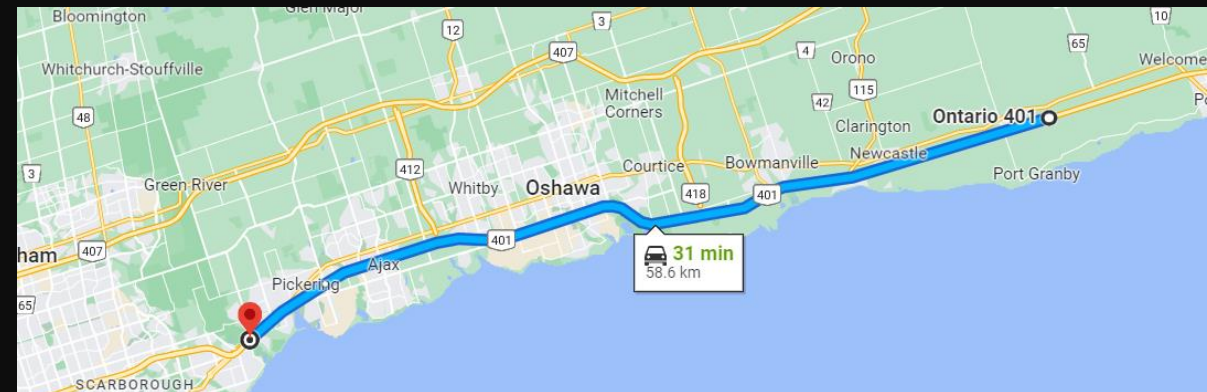 Bloomington
Glen Major
3
10
12
407
4
65
Orono
Welcome
Whitchurch-Stouffville
Mitchell
Corners
115
42
48
Ontario 401
Clarington
Newcastle
3
412
Courtice
Bowmanville
Port Granby
Green River
Whitby
Oshawa
418
401
401
ham
407
31 min
58.6 km
Ajax
Pickering
65
SCARBOROUGH